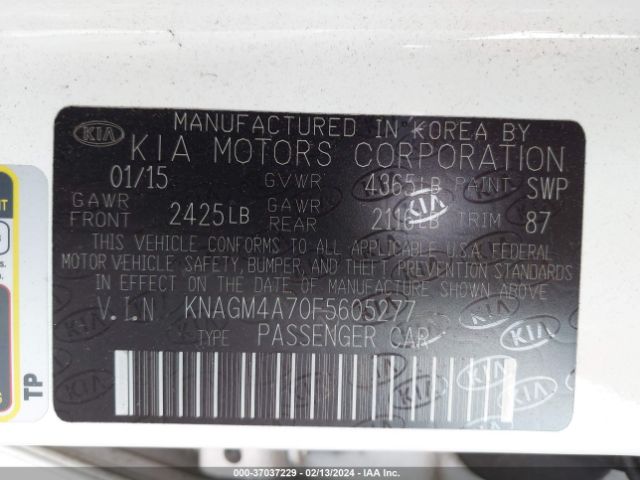 KIA
MANUFACTURED IN KOREA BY
KIA MOTORS CORPORATION
01/15 GVWR 4365LB PAINT SWP
GAWR FRONT 2425LB GAWR REAR 2116LB TRIM 87
THIS VEHICLE CONFORMS TO ALL APPLICABLE U.S.A. FEDERAL
MOTOR VEHICLE SAFETY, BUMPER, AND THEFT PREVENTION STANDARDS
IN EFFECT ON THE DATE OF MANUFACTURE SHOWN ABOVE.
V.I.N KNAGM4A70F5605277
TYPE PASSENGER CAR
TP
000-37037229 - 02/13/2024 - IAA Inc.